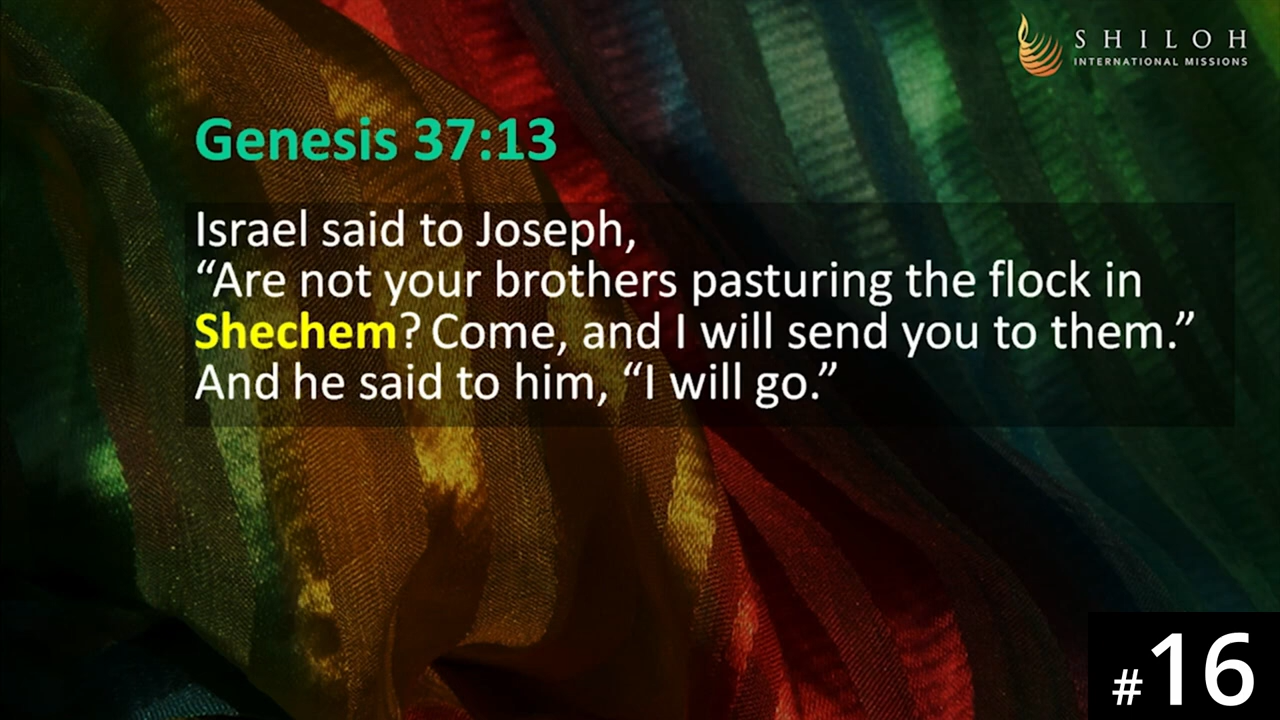 SHILOH
INTERNATIONAL MISSIONS
Genesis 37:13
Israel said to Joseph,
“Are not your brothers pasturing the flock in
Shechem? Come, and I will send you to them.”
And he said to him, “I will go.”
#16